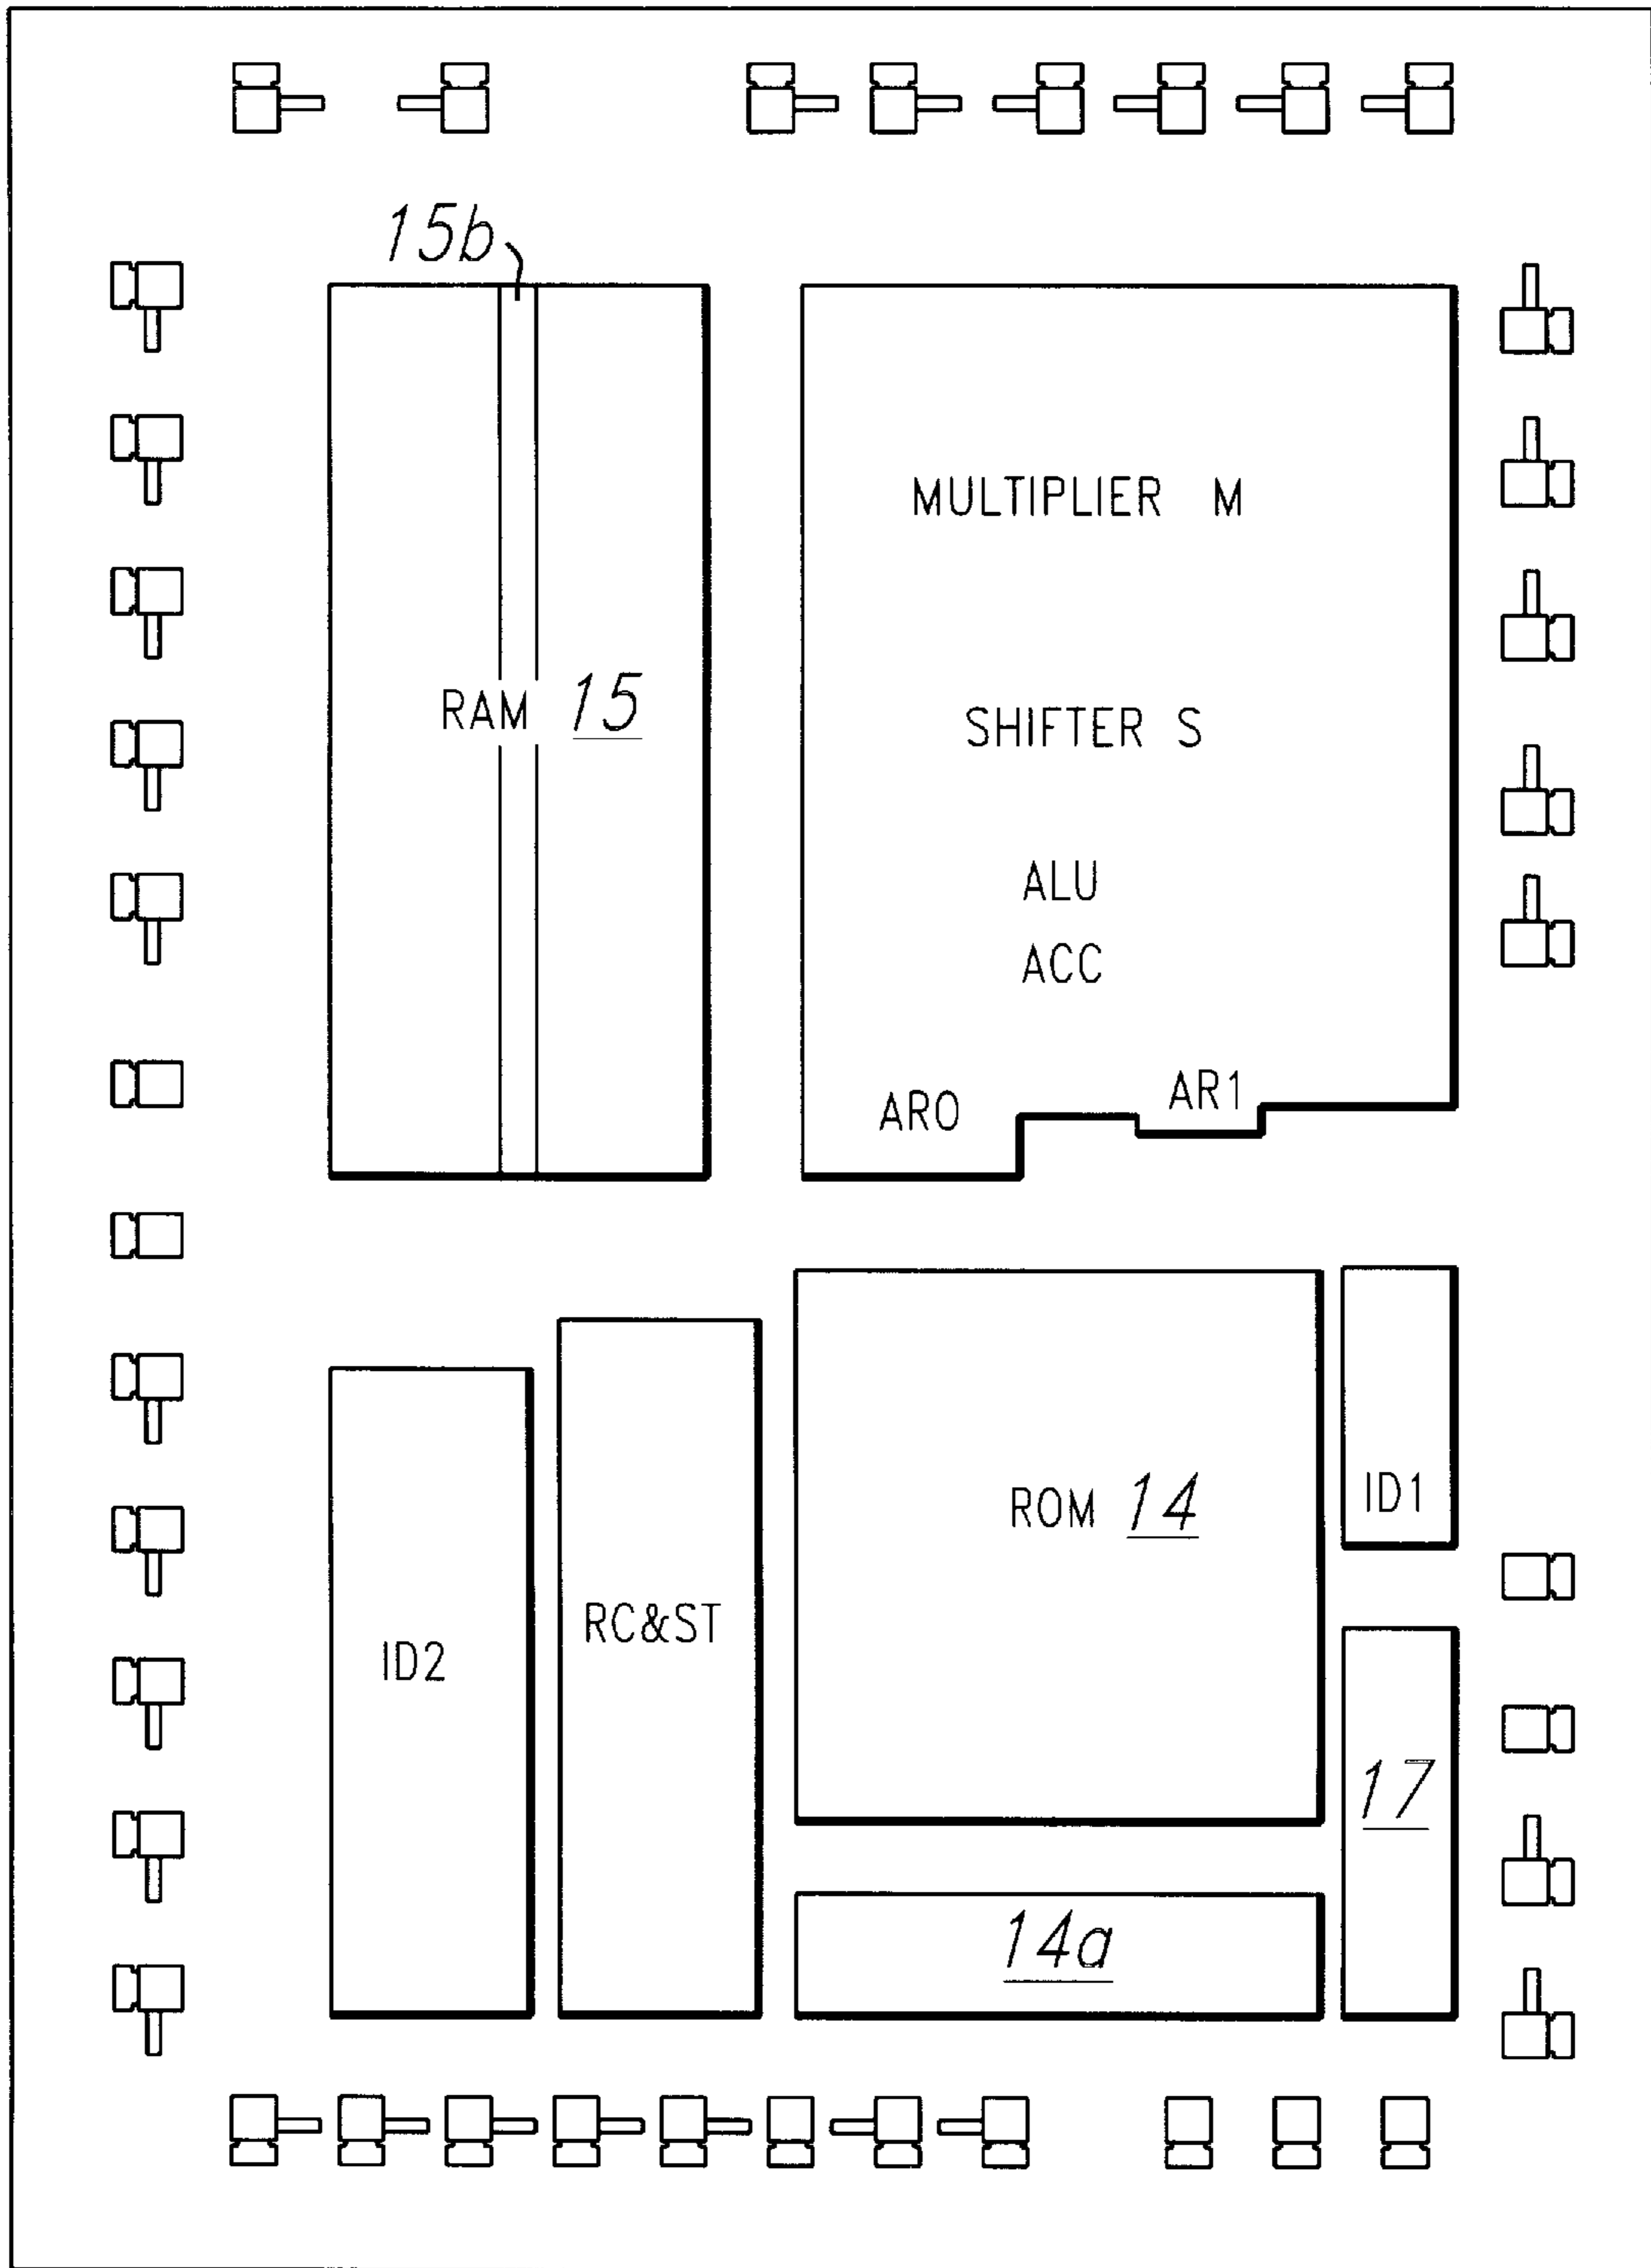 15b
RAM 15
MULTIPLIER M
SHIFTER S
ALU
ACC
AR0
AR1
ID2
RC&ST
ROM 14
ID1
17
14a